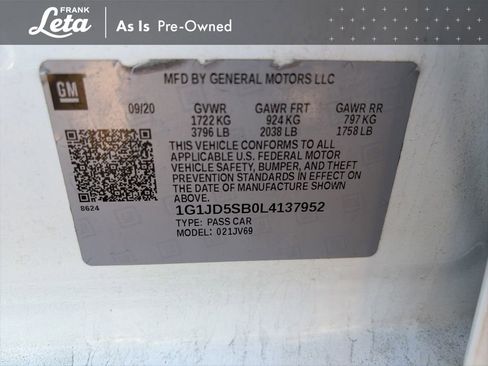 FRANK
Leta
As Is Pre-Owned
GM
MFD BY GENERAL MOTORS LLC
09/20 GVWR GAWR FRT GAWR RR
1722 KG 924 KG 797 KG
3796 LB 2038 LB 1758 LB
THIS VEHICLE CONFORMS TO ALL
APPLICABLE U.S. FEDERAL MOTOR
VEHICLE SAFETY, BUMPER, AND THEFT
PREVENTION STANDARDS IN EFFECT ON THE
DATE OF MANUFACTURE SHOWN
ABOVE.
8624
1G1JD5SB0L4137952
TYPE: PASS CAR
MODEL: 021JV69